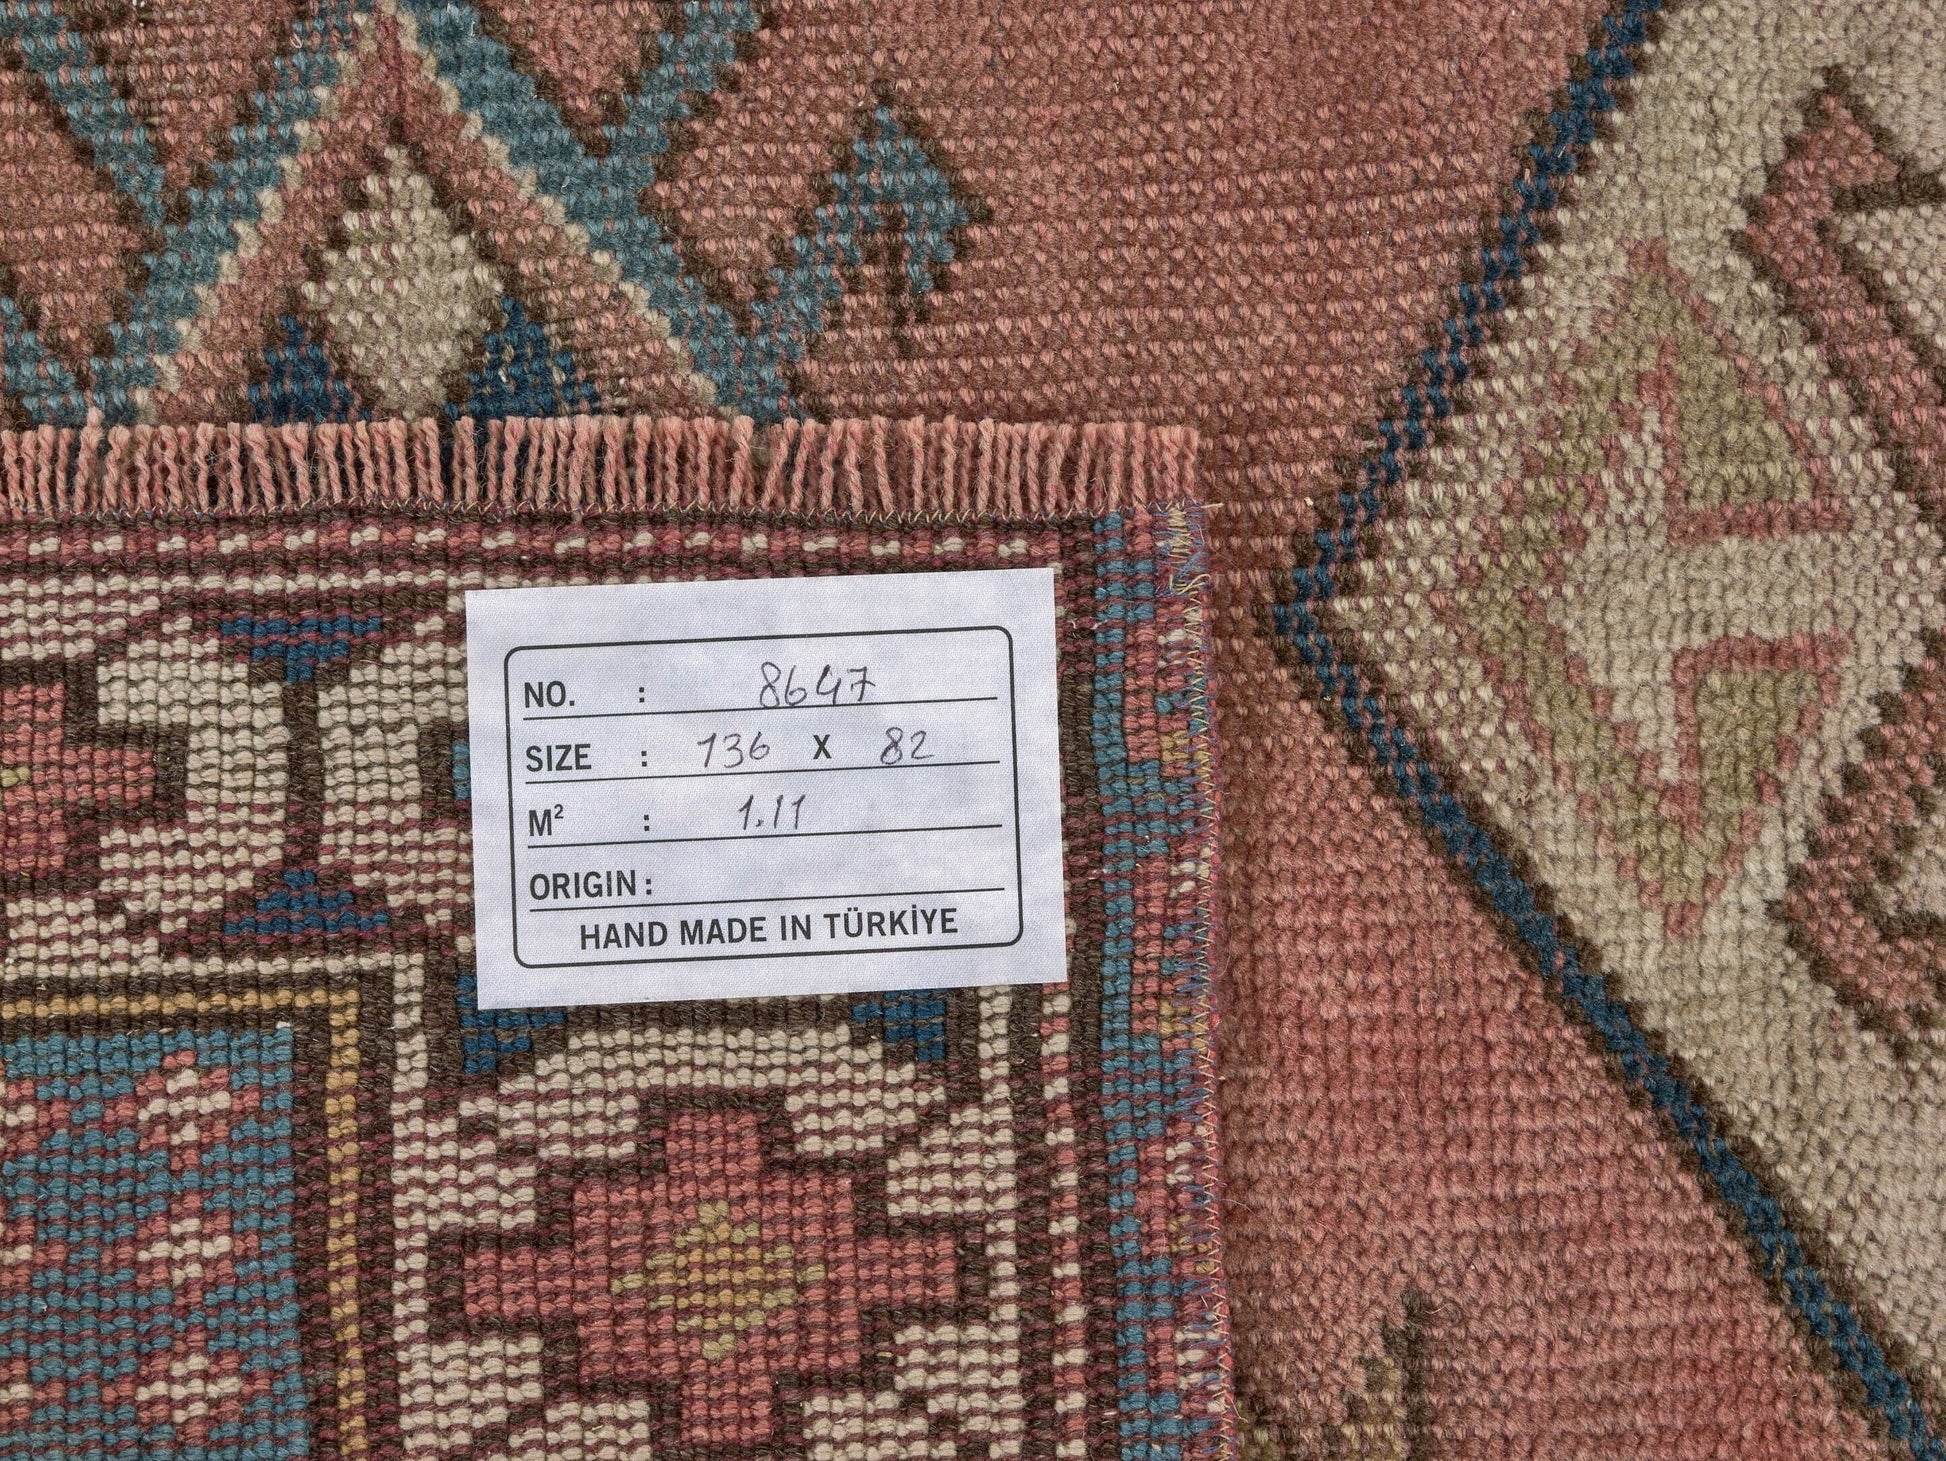 NO. : 8647
SIZE : 136 X 82
M² : 1.11
ORIGIN :
HAND MADE IN TÜRKİYE